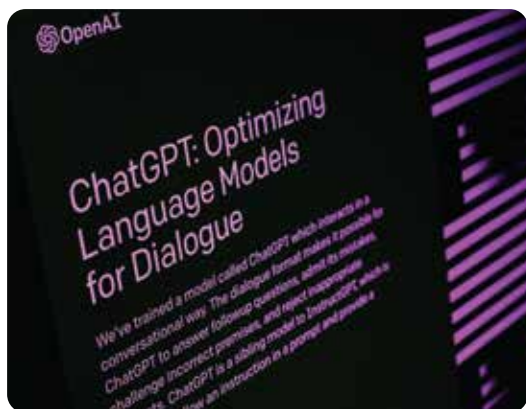 OpenAI
ChatGPT: Optimizing
Language Models
for Dialogue
We've trained a model called ChatGPT which interacts in a
conversational way. The dialogue format makes it possible for
ChatGPT to answer followup questions, admit its mistakes,
challenge incorrect premises, and reject inappropriate
ChatGPT is a sibling model to InstructGPT, which is
an instruction in a prompt and provide a